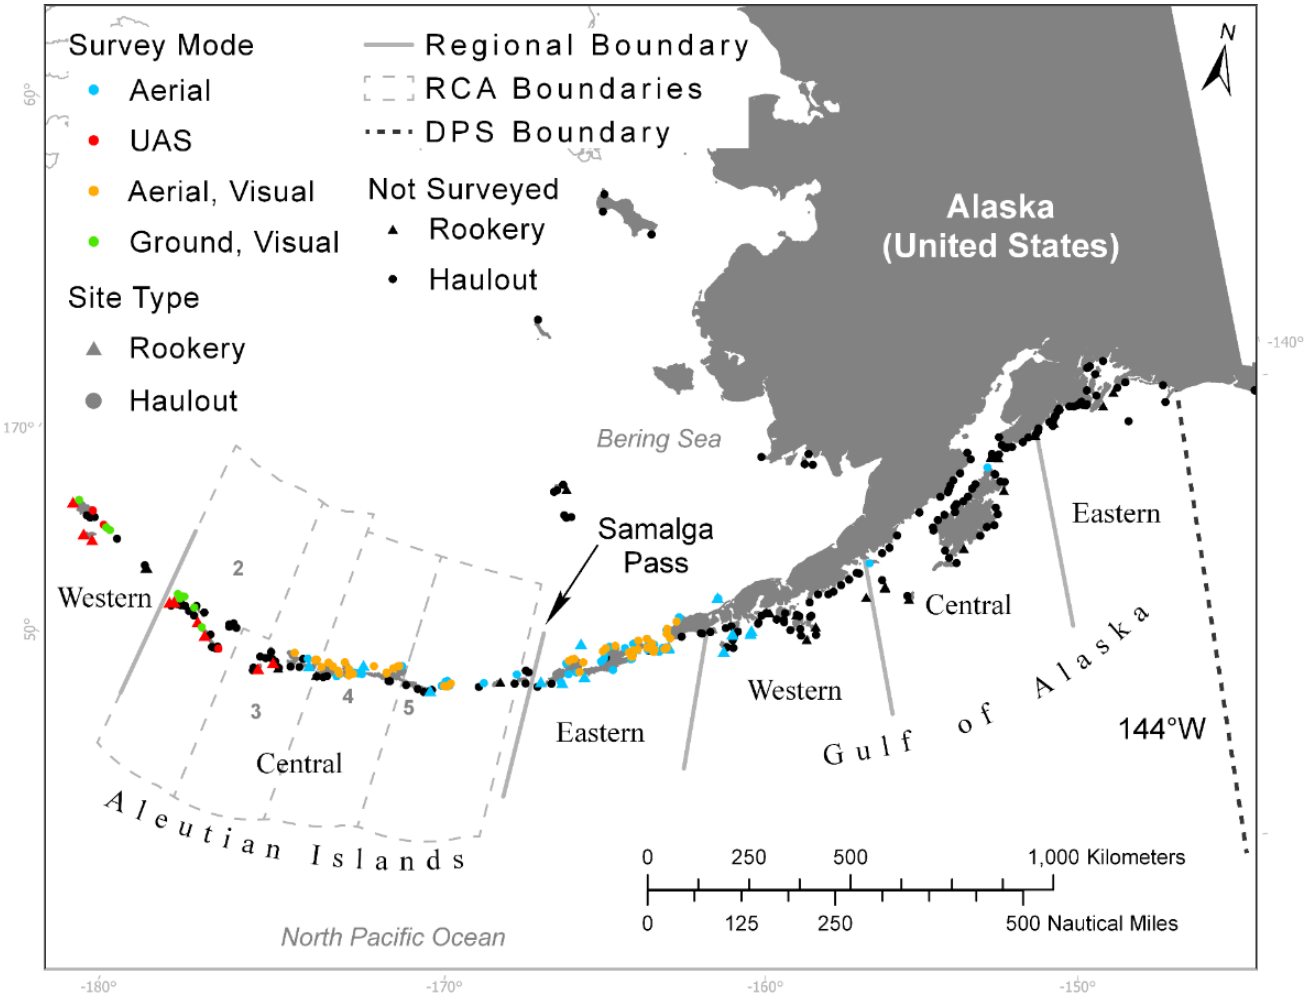 Survey Mode
Aerial
UAS
Aerial, Visual
Ground, Visual
Site Type
Rookery
Haulout
Regional Boundary
RCA Boundaries
DPS Boundary
Not Surveyed
Rookery
Haulout
N
Alaska
(United States)
60°
-140°
170°
Bering Sea
Samalga
Pass
Eastern
2
Western
Central
50°
Western
3
4
5
Eastern
Central
Gulf of Alaska
144°W
Aleutian Islands
0 250 500 1,000 Kilometers
0 125 250 500 Nautical Miles
North Pacific Ocean
-180° -170° -160° -150°